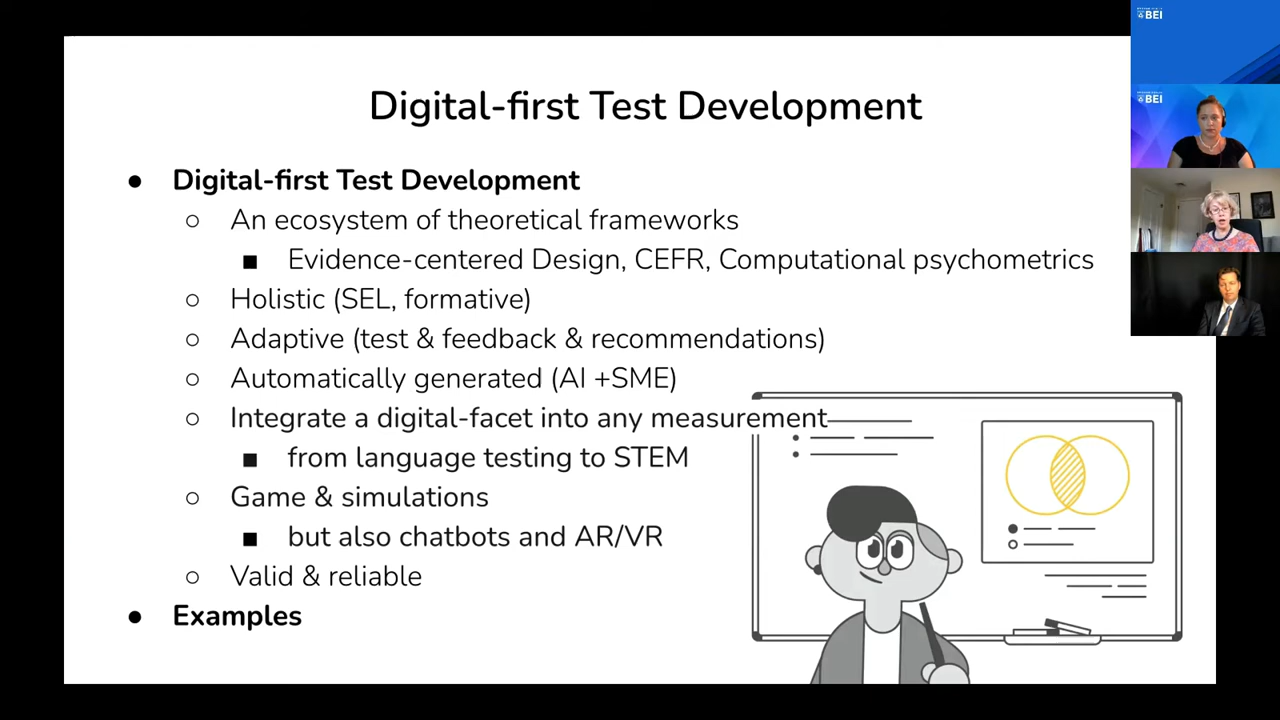 Digital-first Test Development
● Digital-first Test Development
○ An ecosystem of theoretical frameworks
■ Evidence-centered Design, CEFR, Computational psychometrics
○ Holistic (SEL, formative)
○ Adaptive (test & feedback & recommendations)
○ Automatically generated (AI +SME)
○ Integrate a digital-facet into any measurement
■ from language testing to STEM
○ Game & simulations
■ but also chatbots and AR/VR
○ Valid & reliable
● Examples
BEI
BEI